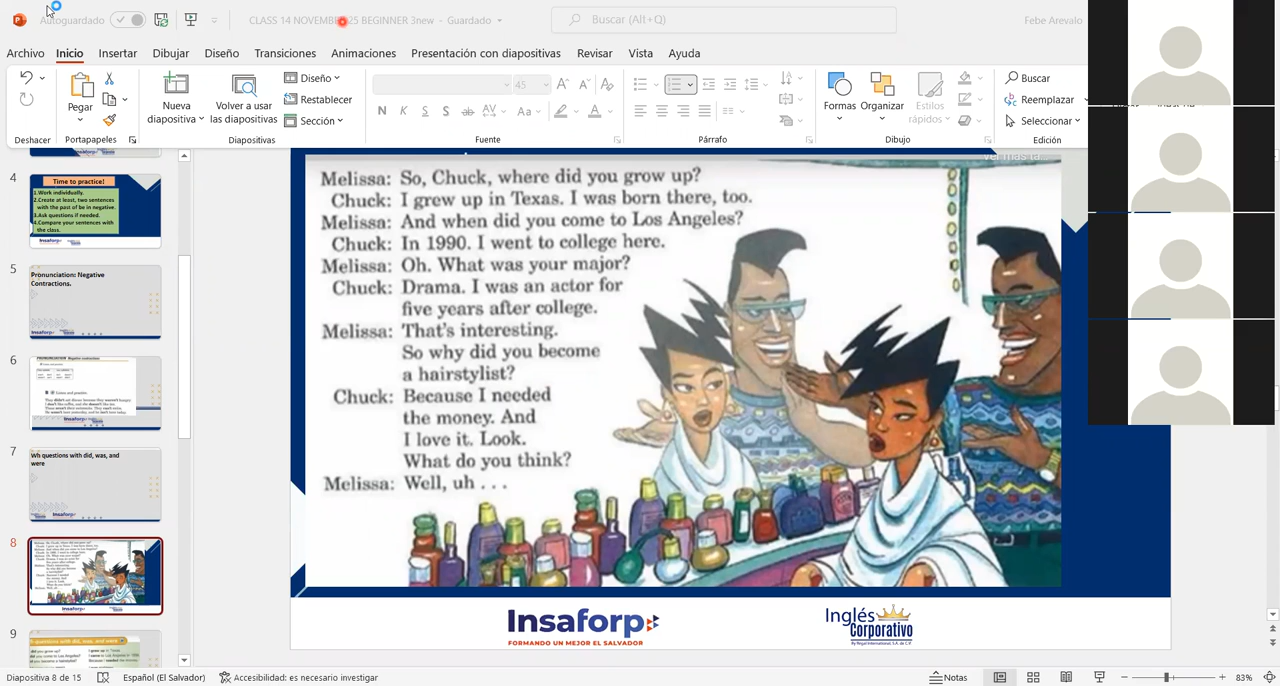 Autoguardado
CLASS 14 NOVEMBER 25 BEGINNER 3new - Guardado
Buscar (Alt+Q)
Febe Arevalo
Archivo Inicio Insertar Dibujar Diseño Transiciones Animaciones Presentación con diapositivas Revisar Vista Ayuda
Pegar
Nueva diapositiva
Volver a usar las diapositivas
Diseño
Restablecer
Sección
45
N K S S ab AV Aa A
Formas
Organizar
Estilos rápidos
Buscar
Reemplazar
Seleccionar
Deshacer Portapapeles Diapositivas Fuente Párrafo Dibujo Edición
4
Time to practice!
1.Work individually.
2.Create at least, two sentences
with the past of be in negative.
3.Ask questions if needed.
4.Compare your sentences with
the class.
5
Pronunciation: Negative
Contractions.
6
PRONUNCIATION Negative contractions
7
Wh questions with did, was, and
were
8
9
Melissa: So, Chuck, where did you grow up?
Chuck: I grew up in Texas. I was born there, too.
Melissa: And when did you come to Los Angeles?
Chuck: In 1990. I went to college here.
Melissa: Oh. What was your major?
Chuck: Drama. I was an actor for
five years after college.
Melissa: That's interesting.
So why did you become
a hairstylist?
Chuck: Because I needed
the money. And
I love it. Look.
What do you think?
Melissa: Well, uh . . .
Insaforp
FORMANDO UN MEJOR EL SALVADOR
Inglés
Corporativo
Diapositiva 8 de 15
Español (El Salvador)
Accesibilidad: es necesario investigar
Notas
83%